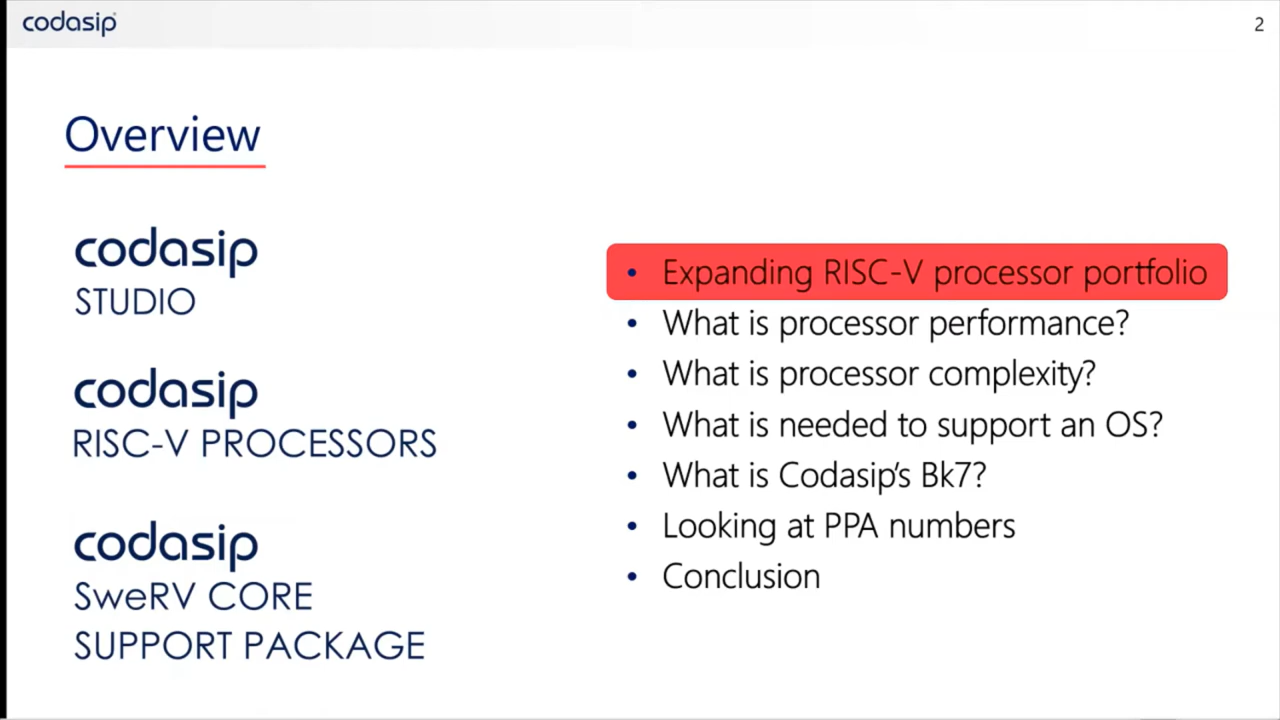 codasip
2
Overview
codasip
STUDIO
codasip
RISC-V PROCESSORS
codasip
SweRV CORE
SUPPORT PACKAGE
• Expanding RISC-V processor portfolio
• What is processor performance?
• What is processor complexity?
• What is needed to support an OS?
• What is Codasip's Bk7?
• Looking at PPA numbers
• Conclusion